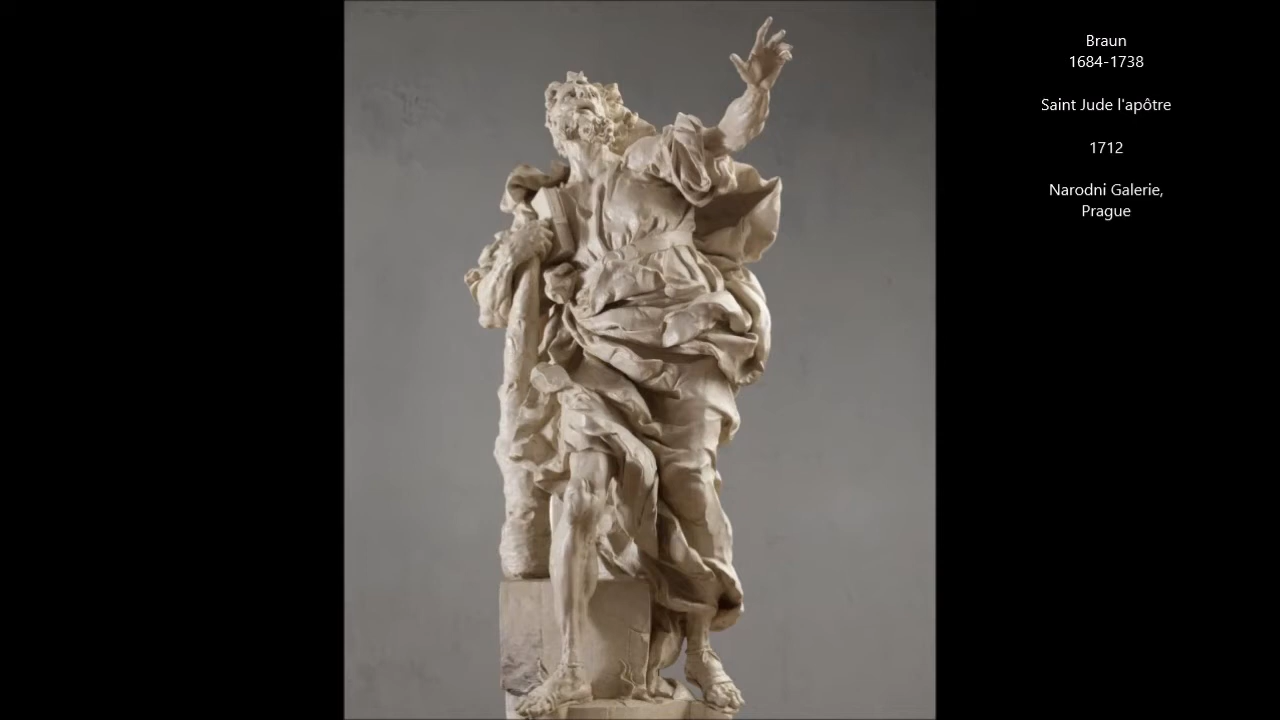 Braun
1684-1738
Saint Jude l'apôtre
1712
Narodni Galerie,
Prague